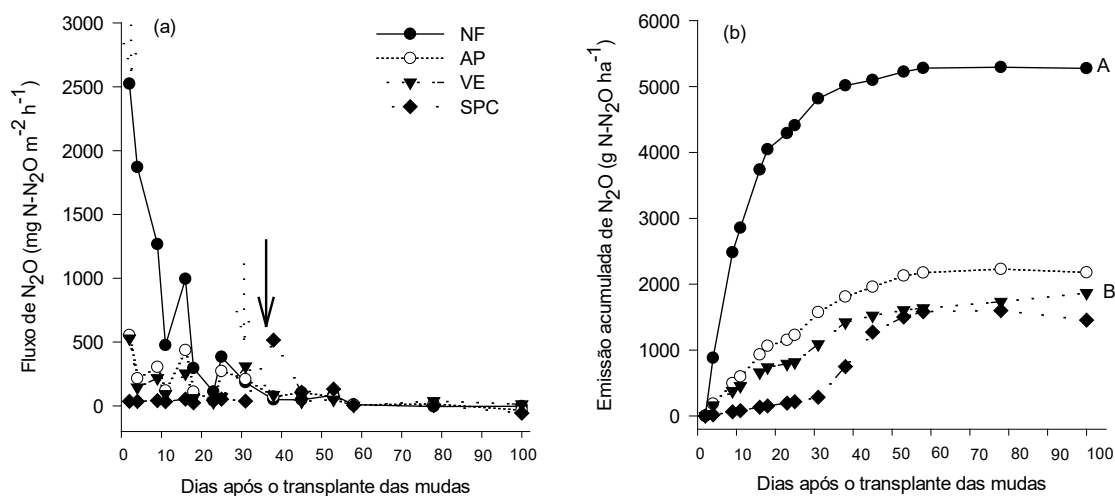 (a)
Fluxo de N₂O (mg N-N₂O m⁻² h⁻¹)
3000
2500
2000
1500
1000
500
0
NF
AP
VE
SPC
0 10 20 30 40 50 60 70 80 90 100
Dias após o transplante das mudas
(b)
Emissão acumulada de N₂O (g N-N₂O ha⁻¹)
6000
5000
4000
3000
2000
1000
0
A
B
0 10 20 30 40 50 60 70 80 90 100
Dias após o transplante das mudas